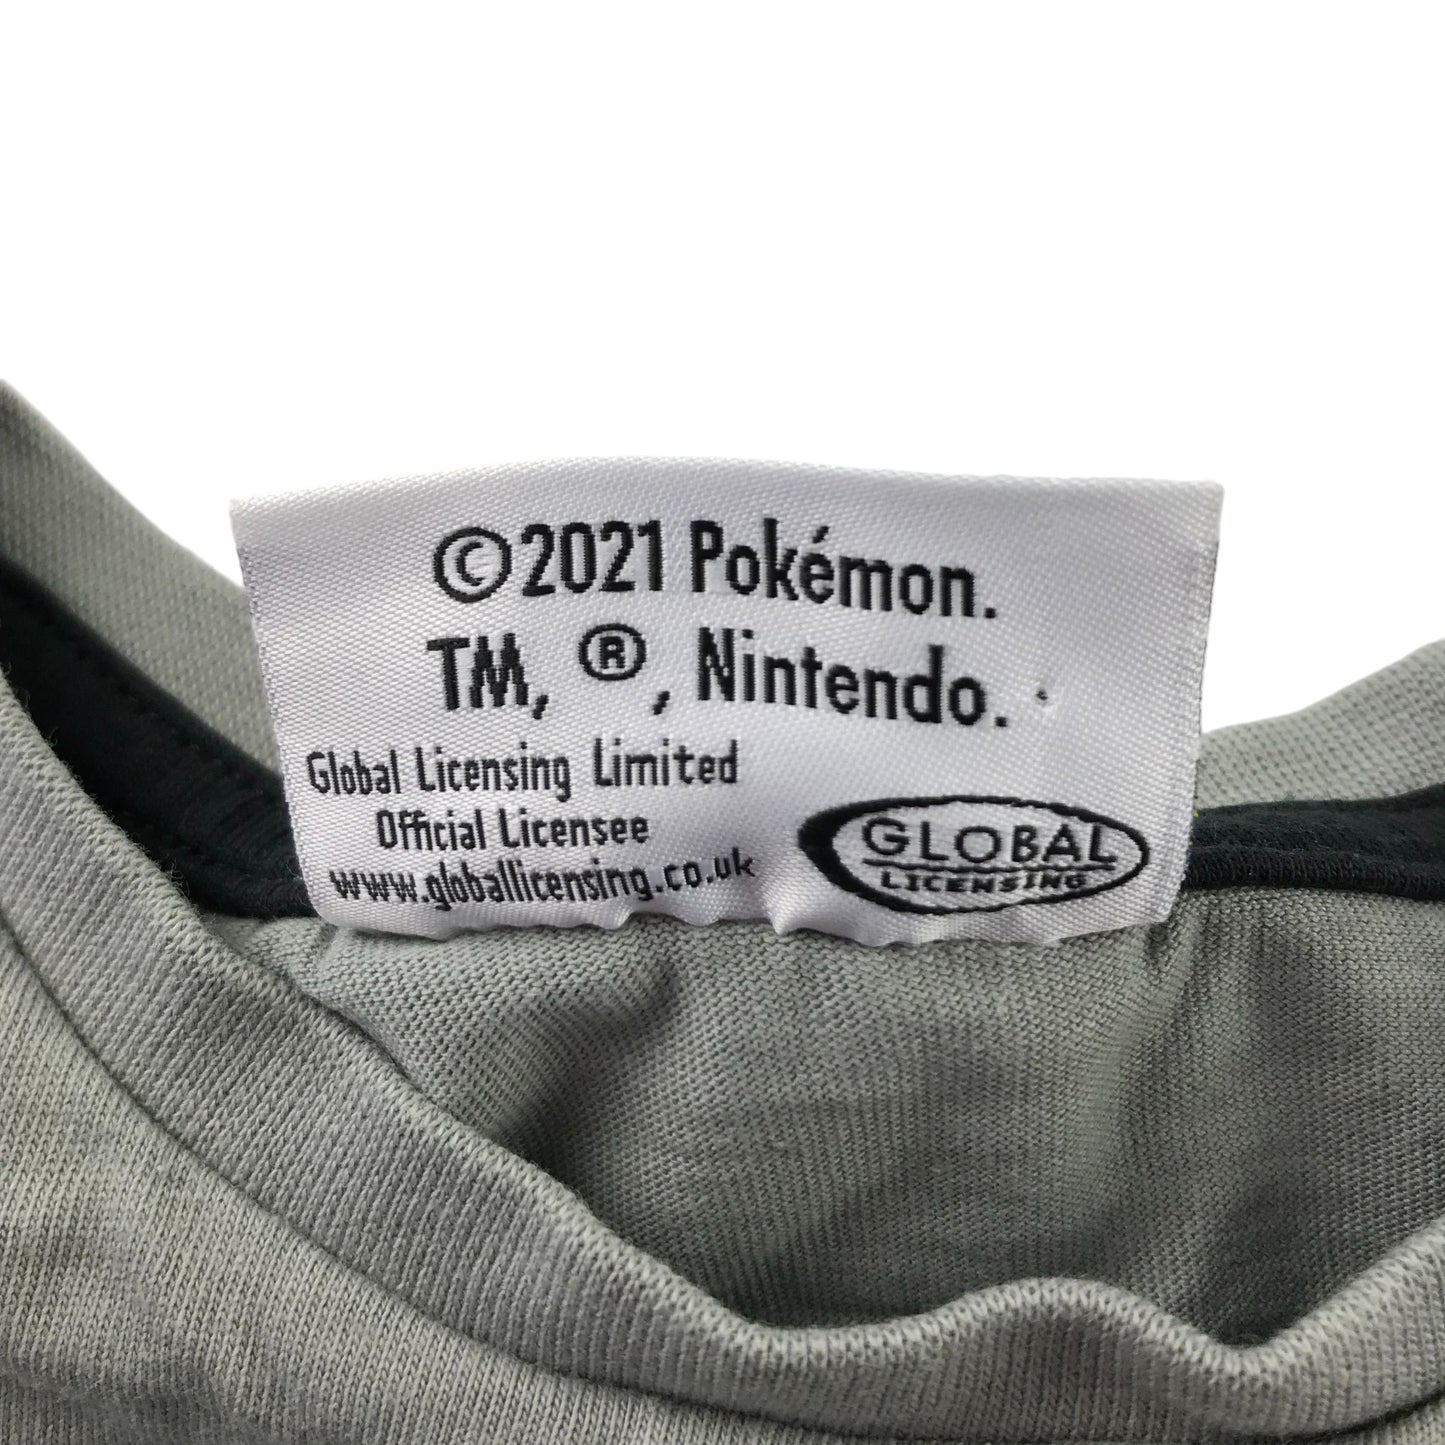 ©2021 Pokémon.
TM, ®, Nintendo.
Global Licensing Limited
Official Licensee
www.globallicensing.co.uk
GLOBAL
LICENSING